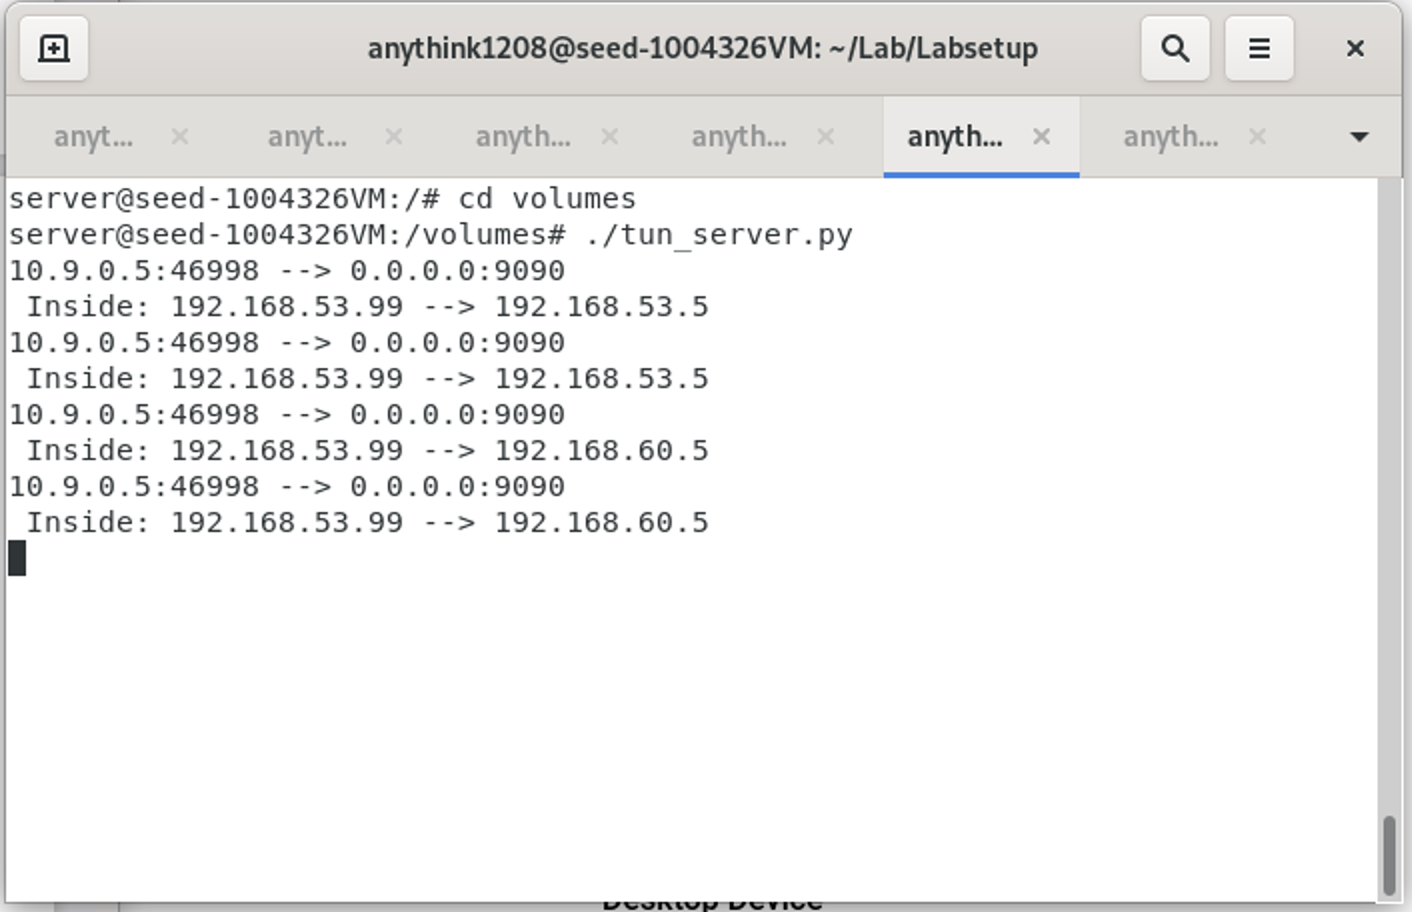 anythink1208@seed-1004326VM: ~/Lab/Labsetup
anyt... anyt... anyth... anyth... anyth... anyth...
server@seed-1004326VM:/# cd volumes
server@seed-1004326VM:/volumes# ./tun_server.py
10.9.0.5:46998 --> 0.0.0.0:9090
 Inside: 192.168.53.99 --> 192.168.53.5
10.9.0.5:46998 --> 0.0.0.0:9090
 Inside: 192.168.53.99 --> 192.168.53.5
10.9.0.5:46998 --> 0.0.0.0:9090
 Inside: 192.168.53.99 --> 192.168.60.5
10.9.0.5:46998 --> 0.0.0.0:9090
 Inside: 192.168.53.99 --> 192.168.60.5
Desktop Device